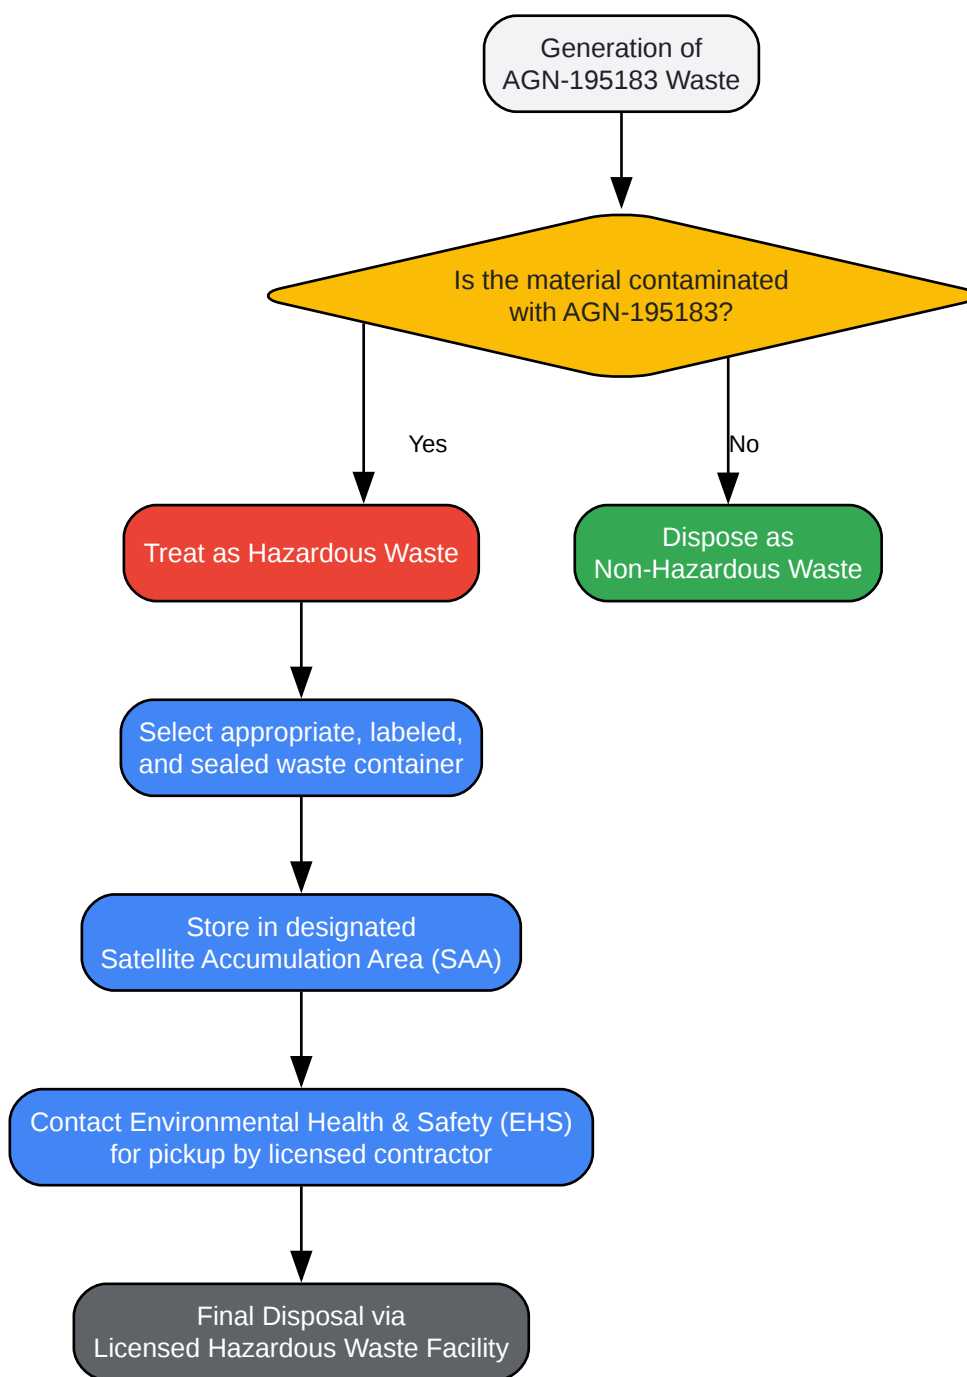 Generation of
AGN-195183 Waste
Is the material contaminated
with AGN-195183?
Yes
No
Treat as Hazardous Waste
Dispose as
Non-Hazardous Waste
Select appropriate, labeled,
and sealed waste container
Store in designated
Satellite Accumulation Area (SAA)
Contact Environmental Health & Safety (EHS)
for pickup by licensed contractor
Final Disposal via
Licensed Hazardous Waste Facility